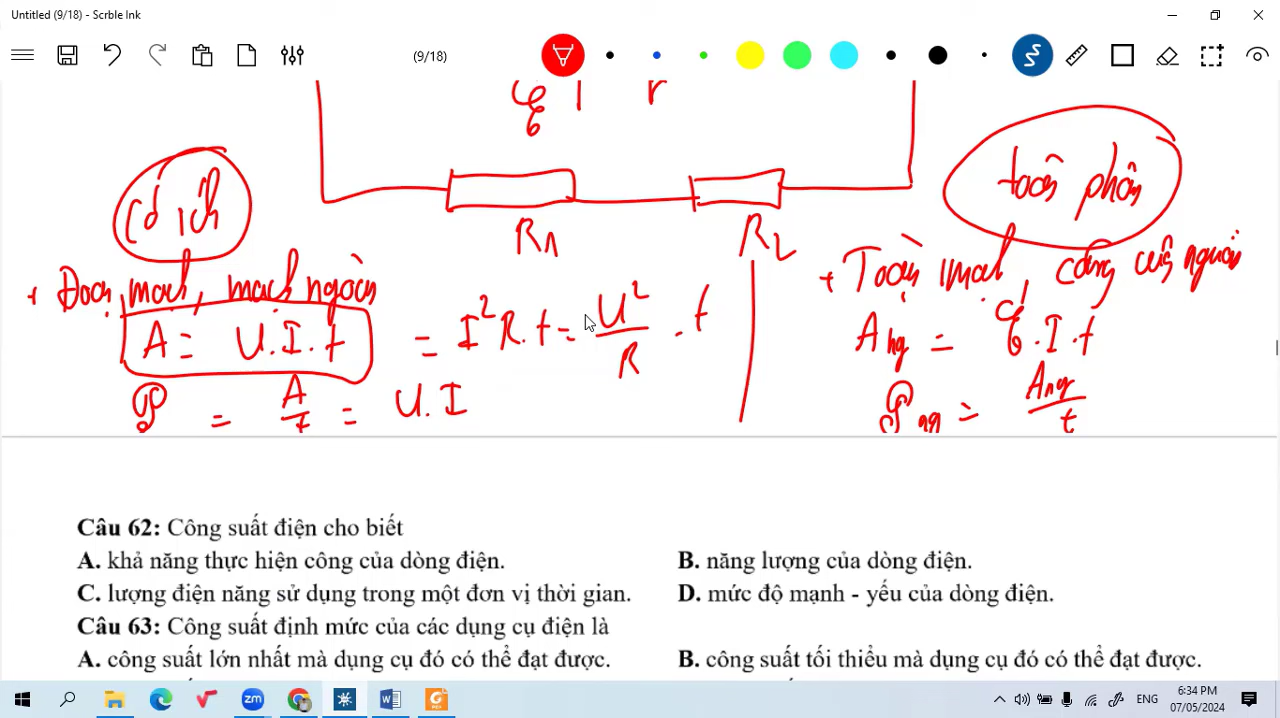 Untitled (9/18) - Scrble Ink
(9/18)
r
có ích
toàn phần
R1
R2
+ Đoạn mạch, mạch ngoài
+ Toàn mạch, công của nguồn
A = U.I.t = I²R.t = U²/R . t
Ang = ℰ.I.t
𝒫 = A/t = U.I
𝒫ng = Ang/t
Câu 62: Công suất điện cho biết
A. khả năng thực hiện công của dòng điện. B. năng lượng của dòng điện.
C. lượng điện năng sử dụng trong một đơn vị thời gian. D. mức độ mạnh - yếu của dòng điện.
Câu 63: Công suất định mức của các dụng cụ điện là
A. công suất lớn nhất mà dụng cụ đó có thể đạt được. B. công suất tối thiểu mà dụng cụ đó có thể đạt được.
zm
ENG
6:34 PM
07/05/2024